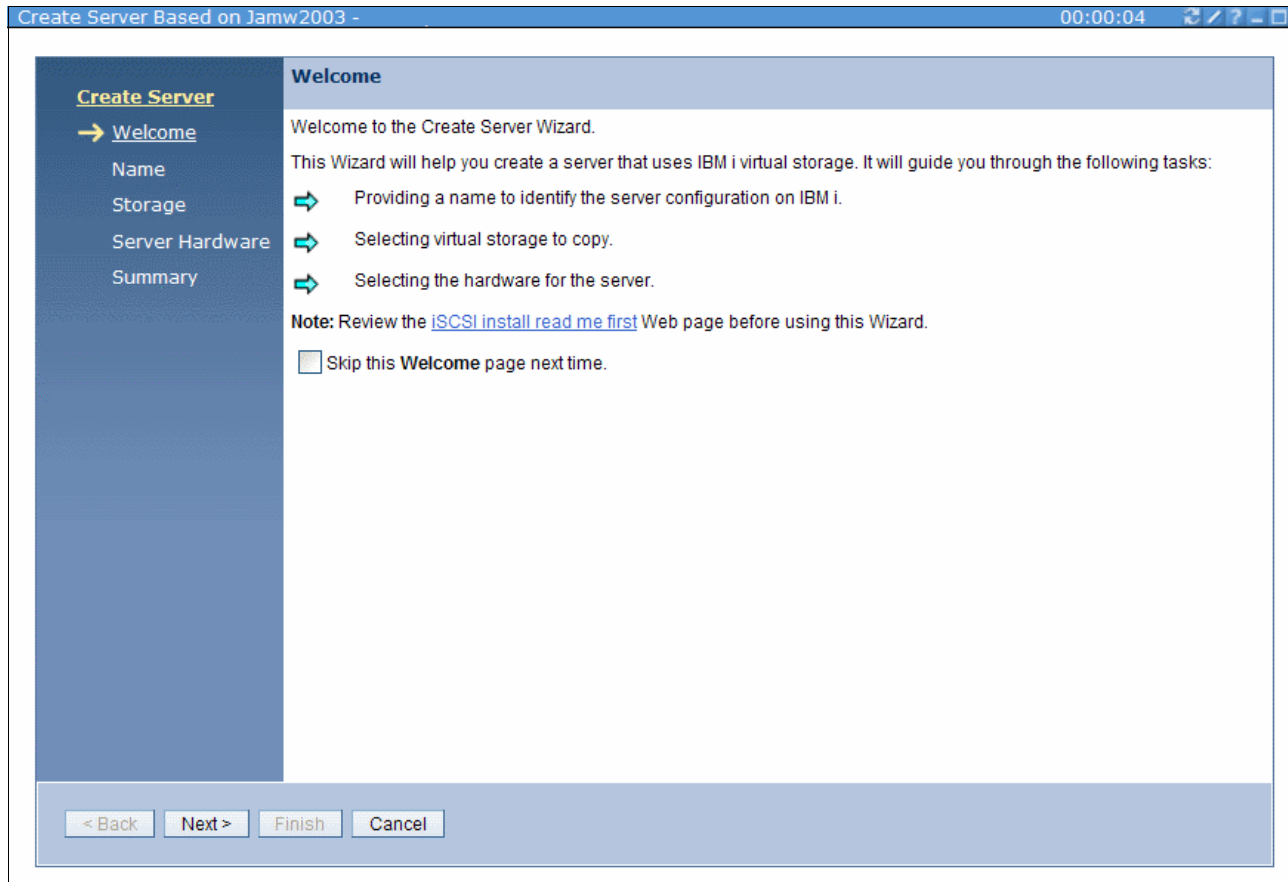 Create Server Based on Jamw2003 -
00:00:04
Create Server
Welcome
Name
Storage
Server Hardware
Summary
Welcome
Welcome to the Create Server Wizard.
This Wizard will help you create a server that uses IBM i virtual storage. It will guide you through the following tasks:
Providing a name to identify the server configuration on IBM i.
Selecting virtual storage to copy.
Selecting the hardware for the server.
Note: Review the iSCSI install read me first Web page before using this Wizard.
Skip this Welcome page next time.
< Back Next > Finish Cancel